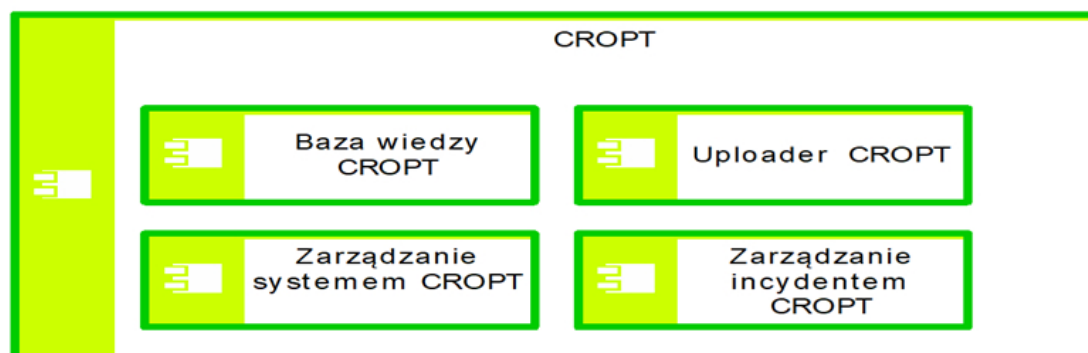 CROPT
Baza wiedzy
CROPT
Uploader CROPT
Zarządzanie
systemem CROPT
Zarządzanie
incydentem
CROPT